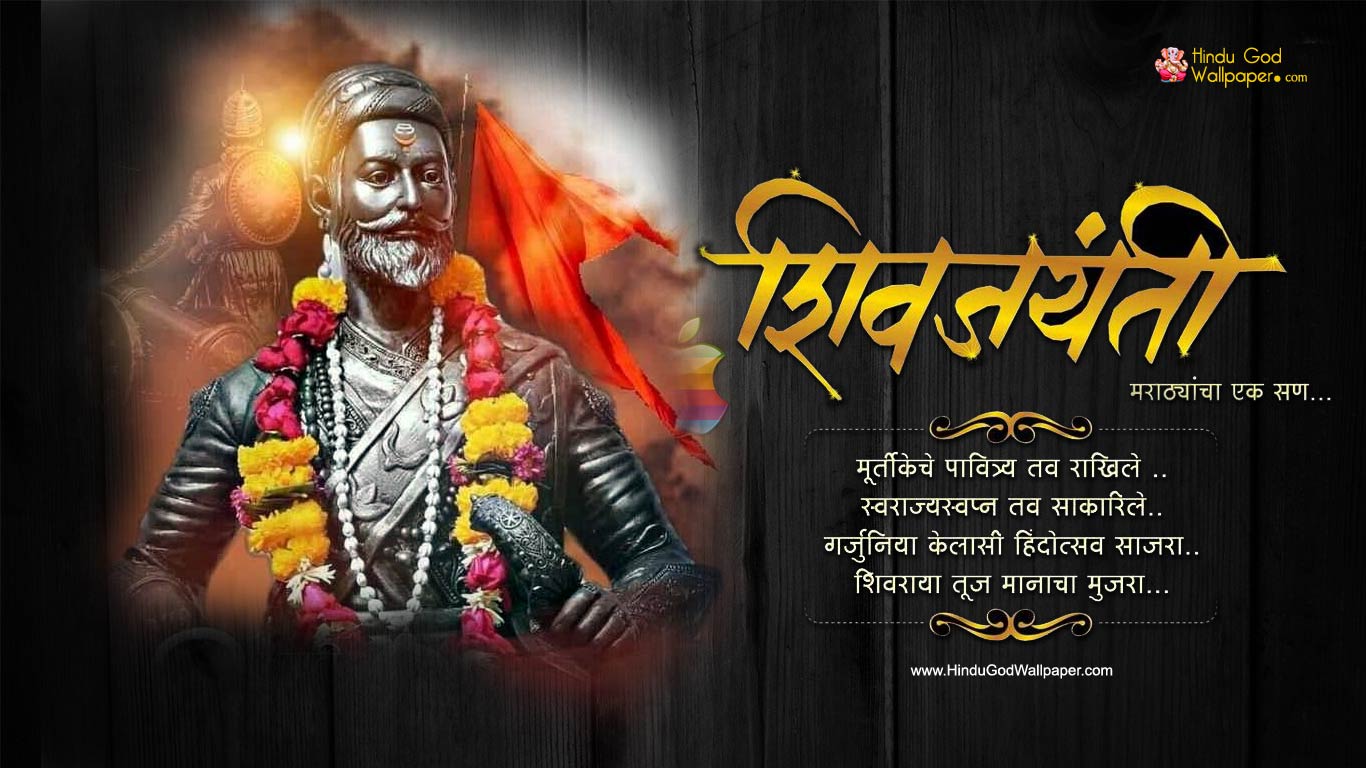 Hindu God
Wallpaper.com
शिवजयंती
मराठ्यांचा एक सण...
मूर्तीकेचे पावित्र्य तव राखिले ..
स्वराज्यस्वप्न तव साकारिले..
गर्जुनिया केलासी हिंदोत्सव साजरा..
शिवराया तूज मानाचा मुजरा...
www.HinduGodWallpaper.com